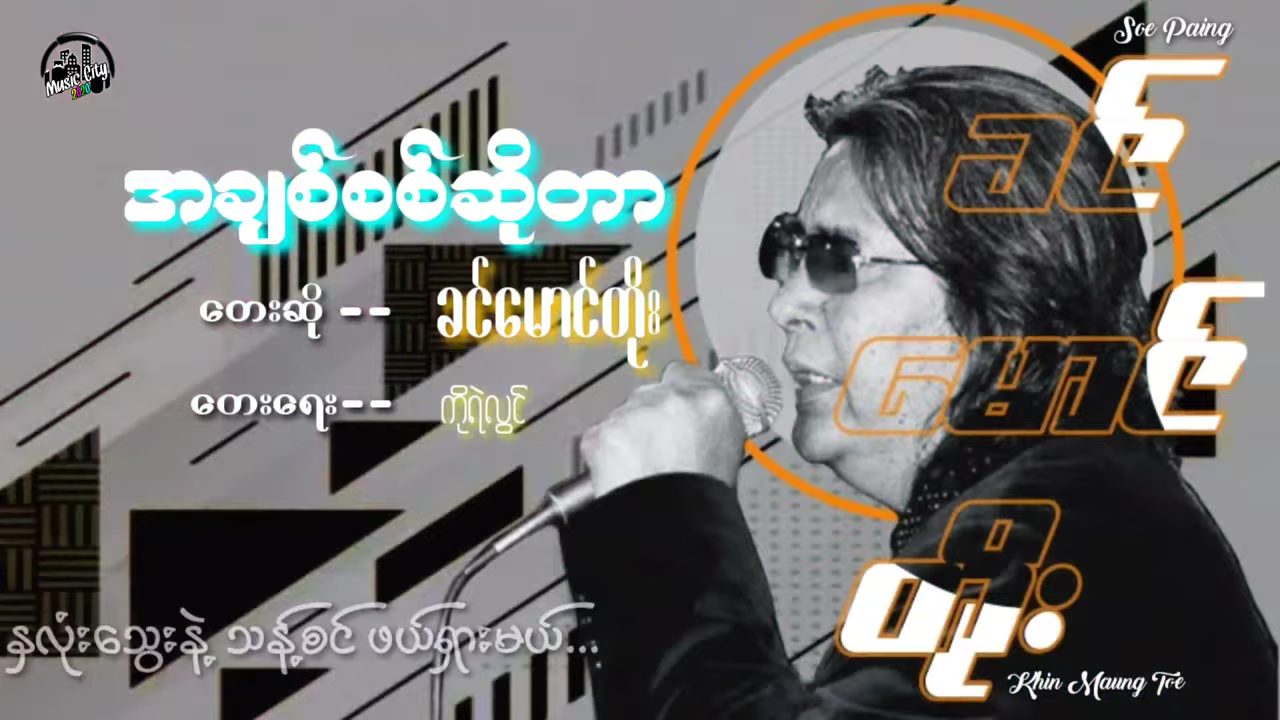 Music City
2020
Soe Paing
အချစ်စစ်ဆိုတာ
တေးဆို -- ခင်မောင်တိုး
တေးရေး-- ကိုရဲလွင်
နှလုံးသွေးနဲ့ သန့်စင် ဖယ်ရှားမယ်...
ခင်
မောင်
တိုး
Khin Maung Toe